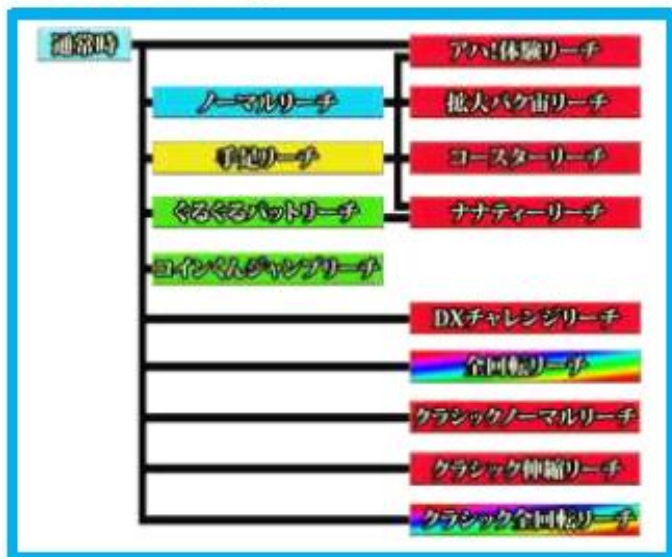 通常時
アハ!体験リーチ
ノーマルリーチ
拡大パク宙リーチ
手足リーチ
コースターリーチ
ぐるぐるパットリーチ
ナナティーリーチ
コインくんジャンプリーチ
DXチャレンジリーチ
全回転リーチ
クラシックノーマルリーチ
クラシック伸縮リーチ
クラシック全回転リーチ